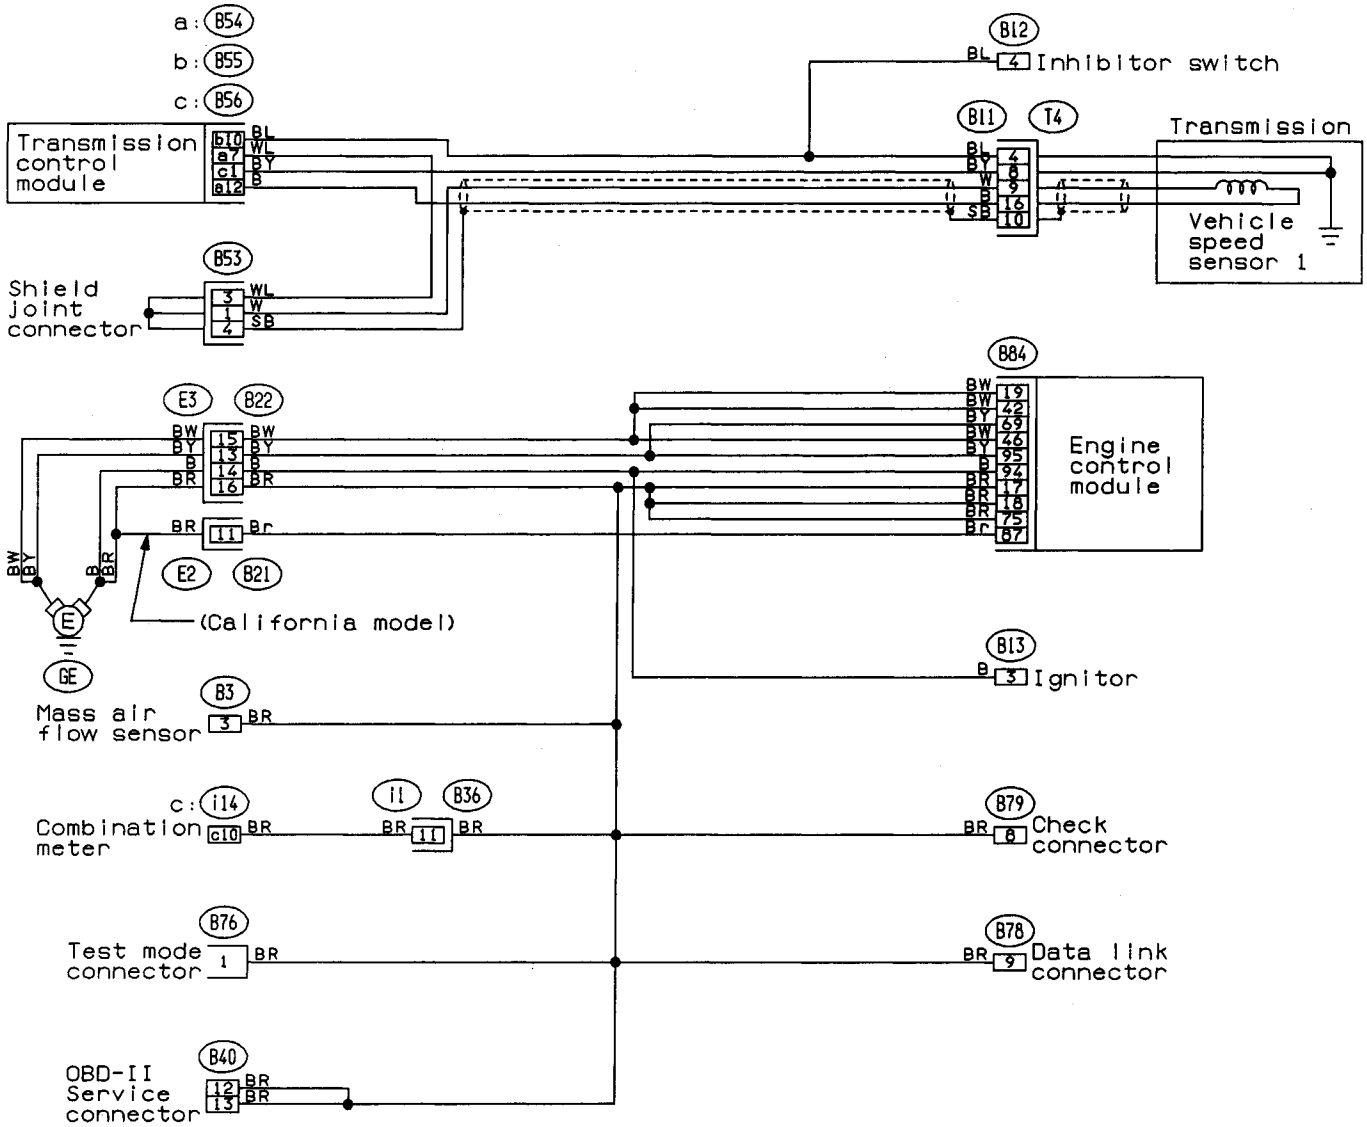 a: B54
b: B55
c: B56
B12
BL 4 Inhibitor switch
B11 T4
Transmission
Transmission
control
module
b10 BL
a7 WL
c1 BY
a12 B
BL 4
BY 8
W 9
B 16
SB 10
Vehicle
speed
sensor 1
B53
Shield
joint
connector
3 WL
1 W
4 SB
B84
E3 B22
BW 15 BW
BY 13 BY
B 14 B
BR 16 BR
BR 11 Br
E2 B21
BW 19
BW 42
BY 69
BW 46
BY 95
B 94
BR 17
BR 18
BR 75
Br 87
Engine
control
module
BW
BY
B
BR
E
GE
(California model)
B13
B 3 Ignitor
B3
Mass air
flow sensor
3 BR
c: i14
Combination
meter
c10 BR
i1 B36
BR 11 BR
B79
BR 8 Check
connector
B76
Test mode
connector
1 BR
B78
BR 9 Data link
connector
B40
OBD-II
Service
connector
12 BR
13 BR